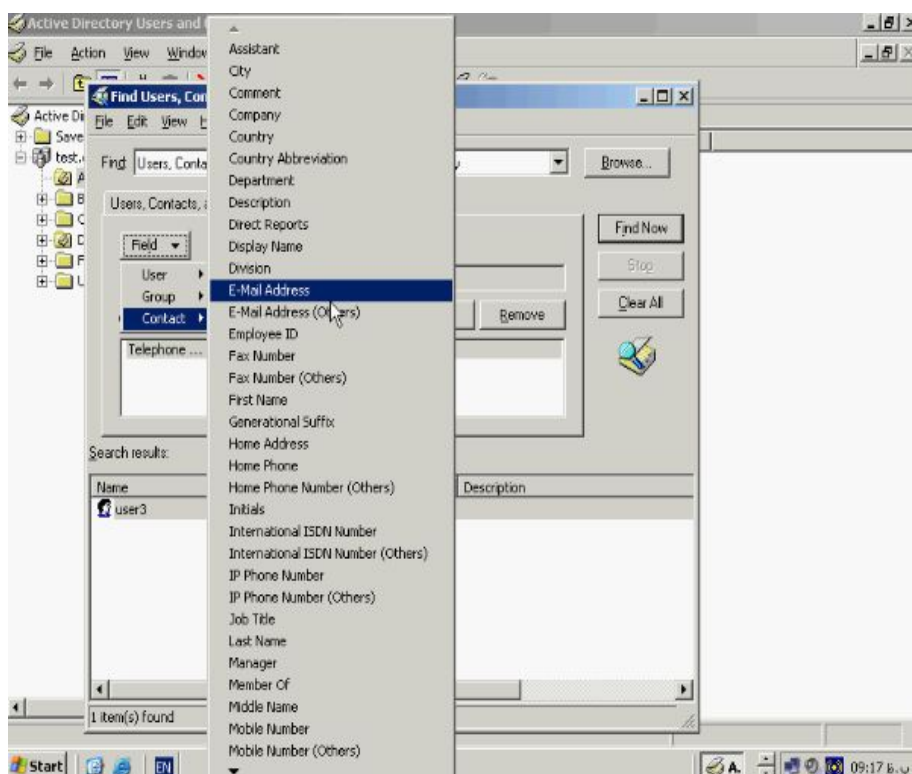 Active Directory Users and
File Action View Window
Find Users, Con
File Edit View
Active Di
Save
test.
Find: Users, Conta
Browse...
Users, Contacts, a
Field
User
Group
Contact
Telephone ...
Remove
Find Now
Stop
Clear All
Assistant
City
Comment
Company
Country
Country Abbreviation
Department
Description
Direct Reports
Display Name
Division
E-Mail Address
E-Mail Address (Others)
Employee ID
Fax Number
Fax Number (Others)
First Name
Generational Suffix
Home Address
Home Phone
Home Phone Number (Others)
Initials
International ISDN Number
International ISDN Number (Others)
IP Phone Number
IP Phone Number (Others)
Job Title
Last Name
Manager
Member Of
Middle Name
Mobile Number
Mobile Number (Others)
Search results:
Name Description
user3
1 item(s) found
Start EN A. 09:17 ب.ظ